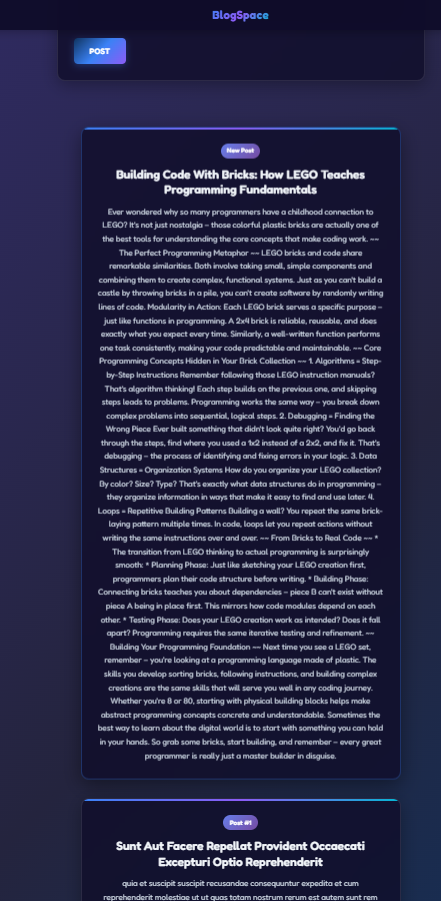 BlogSpace
POST
New Post
Building Code With Bricks: How LEGO Teaches
Programming Fundamentals
Ever wondered why so many programmers have a childhood connection to
LEGO? It's not just nostalgia – those colorful plastic bricks are actually one of
the best tools for understanding the core concepts that make coding work. ~~
The Perfect Programming Metaphor ~~ LEGO bricks and code share
remarkable similarities. Both involve taking small, simple components and
combining them to create complex, functional systems. Just as you can't build a
castle by throwing bricks in a pile, you can't create software by randomly writing
lines of code. Modularity in Action: Each LEGO brick serves a specific purpose –
just like functions in programming. A 2x4 brick is reliable, reusable, and does
exactly what you expect every time. Similarly, a well-written function performs
one task consistently, making your code predictable and maintainable. ~~ Core
Programming Concepts Hidden in Your Brick Collection ~~ 1. Algorithms = Step-
by-Step Instructions Remember following those LEGO instruction manuals?
That's algorithm thinking! Each step builds on the previous one, and skipping
steps leads to problems. Programming works the same way – you break down
complex problems into sequential, logical steps. 2. Debugging = Finding the
Wrong Piece Ever built something that didn't look quite right? You'd go back
through the steps, find where you used a 1x2 instead of a 2x2, and fix it. That's
debugging – the process of identifying and fixing errors in your logic. 3. Data
Structures = Organization Systems How do you organize your LEGO collection?
By color? Size? Type? That's exactly what data structures do in programming –
they organize information in ways that make it easy to find and use later. 4.
Loops = Repetitive Building Patterns Building a wall? You repeat the same brick-
laying pattern multiple times. In code, loops let you repeat actions without
writing the same instructions over and over. ~~ From Bricks to Real Code ~~ *
The transition from LEGO thinking to actual programming is surprisingly
smooth: * Planning Phase: Just like sketching your LEGO creation first,
programmers plan their code structure before writing. * Building Phase:
Connecting bricks teaches you about dependencies – piece B can't exist without
piece A being in place first. This mirrors how code modules depend on each
other. * Testing Phase: Does your LEGO creation work as intended? Does it fall
apart? Programming requires the same iterative testing and refinement. ~~
Building Your Programming Foundation ~~ Next time you see a LEGO set,
remember – you're looking at a programming language made of plastic. The
skills you develop sorting bricks, following instructions, and building complex
creations are the same skills that will serve you well in any coding journey.
Whether you're 8 or 80, starting with physical building blocks helps make
abstract programming concepts concrete and understandable. Sometimes the
best way to learn about the digital world is to start with something you can hold
in your hands. So grab some bricks, start building, and remember – every great
programmer is really just a master builder in disguise.
Post #1
Sunt Aut Facere Repellat Provident Occaecati
Excepturi Optio Reprehenderit
quia et suscipit suscipit recusandae consequuntur expedita et cum
reprehenderit molestiae ut ut quas totam nostrum rerum est autem sunt rem